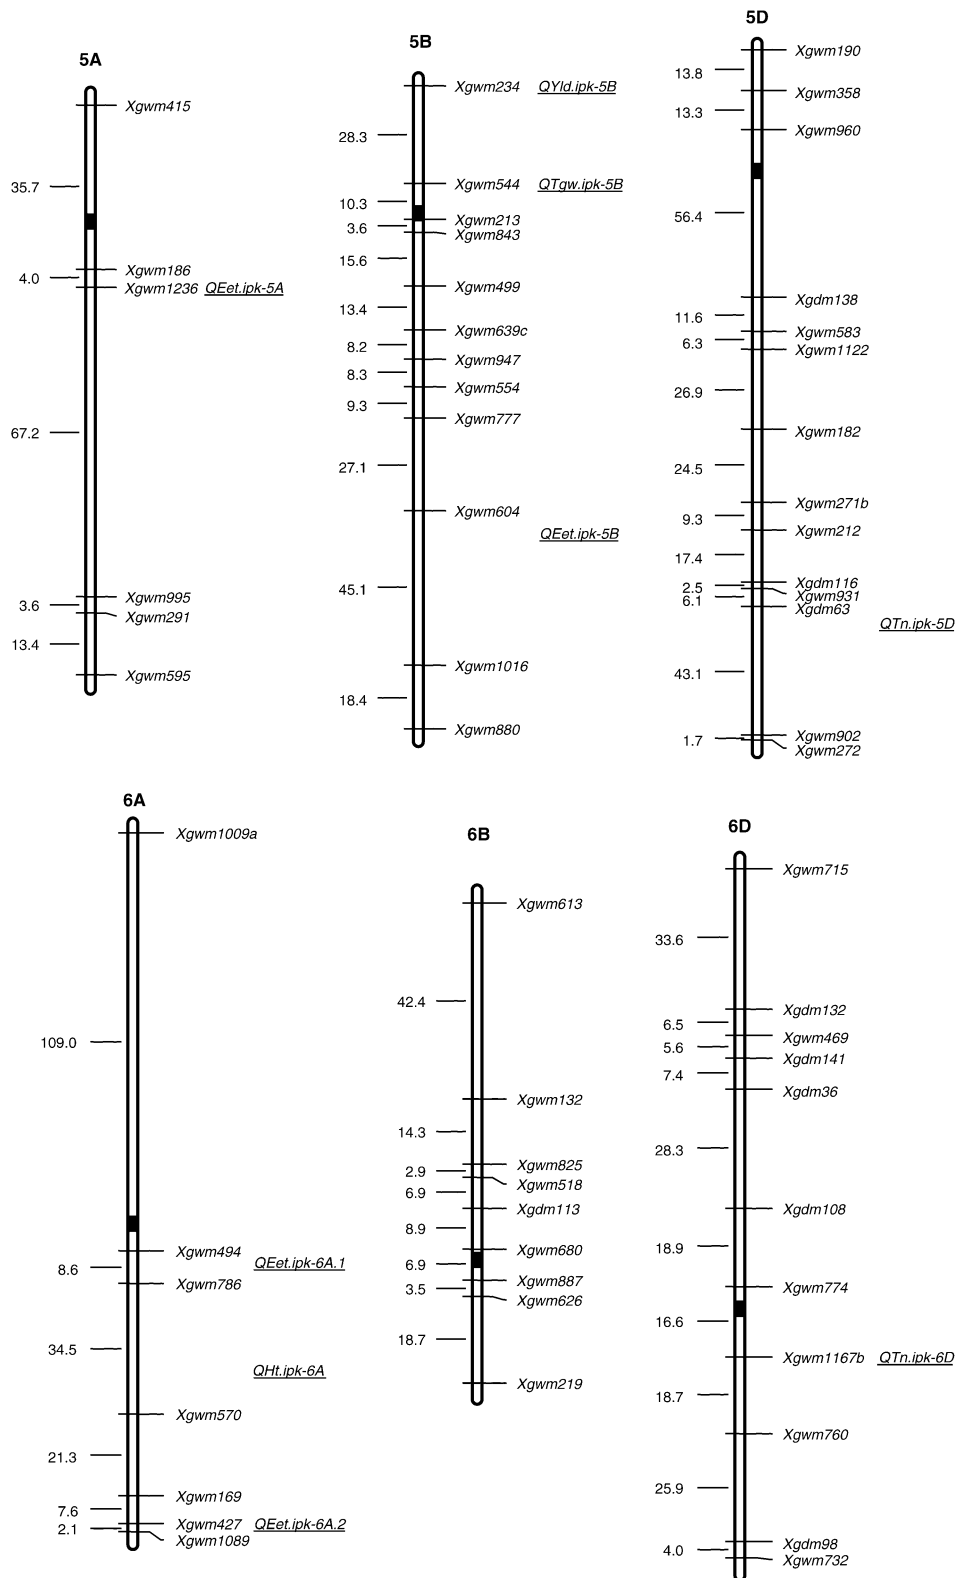 5A
Xgwm415
35.7
Xgwm186
4.0
Xgwm1236 QEet.ipk-5A
67.2
Xgwm995
3.6
Xgwm291
13.4
Xgwm595
5B
Xgwm234 QYld.ipk-5B
28.3
Xgwm544 QTgw.ipk-5B
10.3
Xgwm213
3.6
Xgwm843
15.6
Xgwm499
13.4
Xgwm639c
8.2
Xgwm947
8.3
Xgwm554
9.3
Xgwm777
27.1
Xgwm604
QEet.ipk-5B
45.1
Xgwm1016
18.4
Xgwm880
5D
Xgwm190
13.8
Xgwm358
13.3
Xgwm960
56.4
Xgdm138
11.6
Xgwm583
6.3
Xgwm1122
26.9
Xgwm182
24.5
Xgwm271b
9.3
Xgwm212
17.4
Xgdm116
2.5
Xgwm931
6.1
Xgdm63
QTn.ipk-5D
43.1
Xgwm902
1.7
Xgwm272
6A
Xgwm1009a
109.0
Xgwm494
QEet.ipk-6A.1
8.6
Xgwm786
34.5
QHt.ipk-6A
Xgwm570
21.3
Xgwm169
7.6
Xgwm427 QEet.ipk-6A.2
2.1
Xgwm1089
6B
Xgwm613
42.4
Xgwm132
14.3
Xgwm825
2.9
Xgwm518
6.9
Xgdm113
8.9
Xgwm680
6.9
Xgwm887
3.5
Xgwm626
18.7
Xgwm219
6D
Xgwm715
33.6
Xgdm132
6.5
Xgwm469
5.6
Xgdm141
7.4
Xgdm36
28.3
Xgdm108
18.9
Xgwm774
16.6
Xgwm1167b QTn.ipk-6D
18.7
Xgwm760
25.9
Xgdm98
4.0
Xgwm732